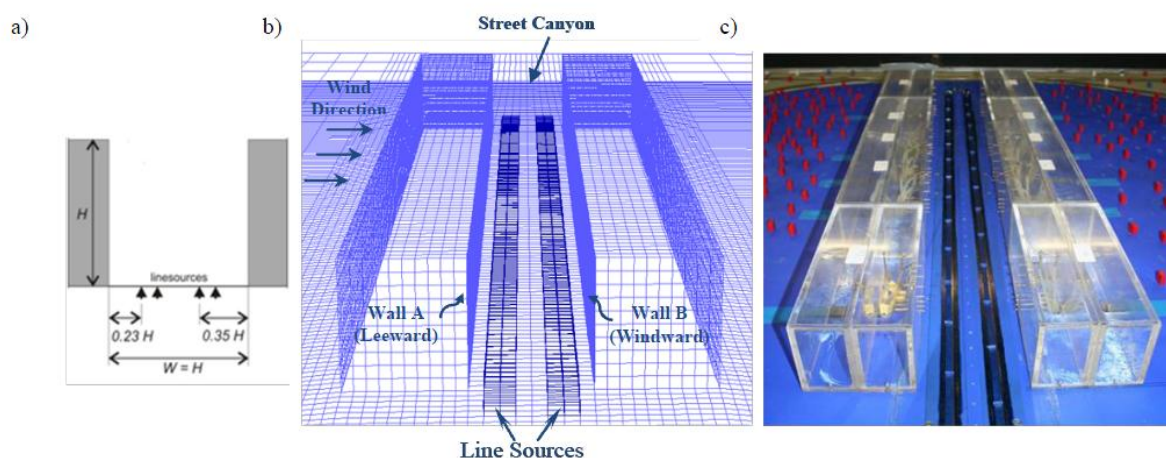 a)
b)
c)
Street Canyon
Wind
Direction
H
linesources
0.23 H
0.35 H
W = H
Wall A
(Leeward)
Wall B
(Windward)
Line Sources